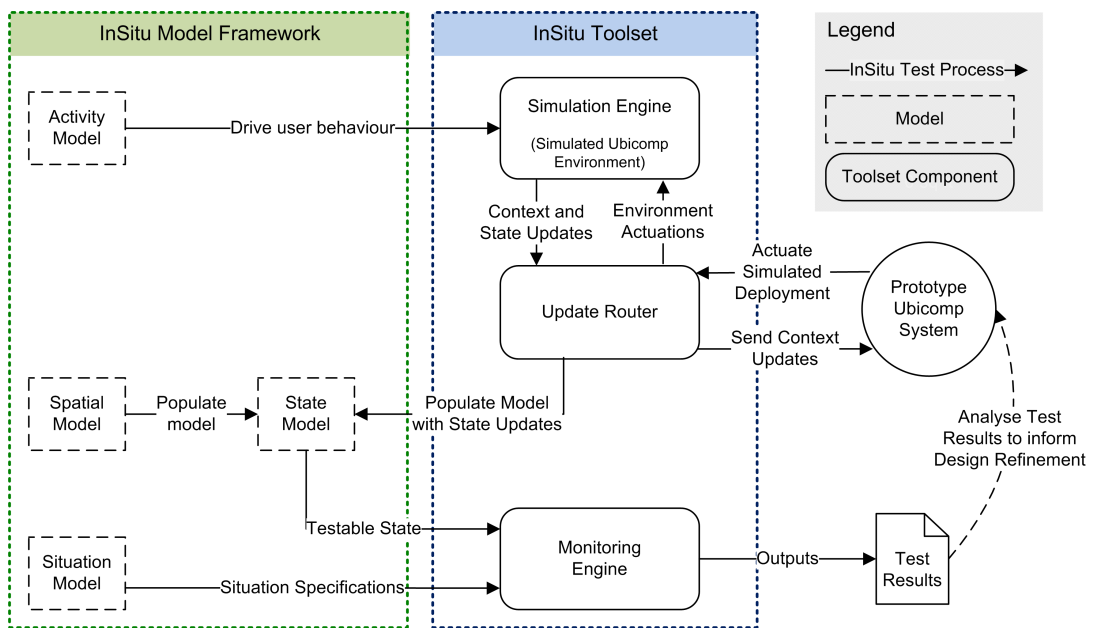 InSitu Model Framework
InSitu Toolset
Legend
InSitu Test Process
Model
Toolset Component
Activity
Model
Drive user behaviour
Simulation Engine
(Simulated Ubicomp
Environment)
Context and
State Updates
Environment
Actuations
Update Router
Actuate
Simulated
Deployment
Send Context
Updates
Prototype
Ubicomp
System
Spatial
Model
Populate
model
State
Model
Populate Model
with State Updates
Analyse Test
Results to inform
Design Refinement
Testable State
Situation
Model
Situation Specifications
Monitoring
Engine
Outputs
Test
Results